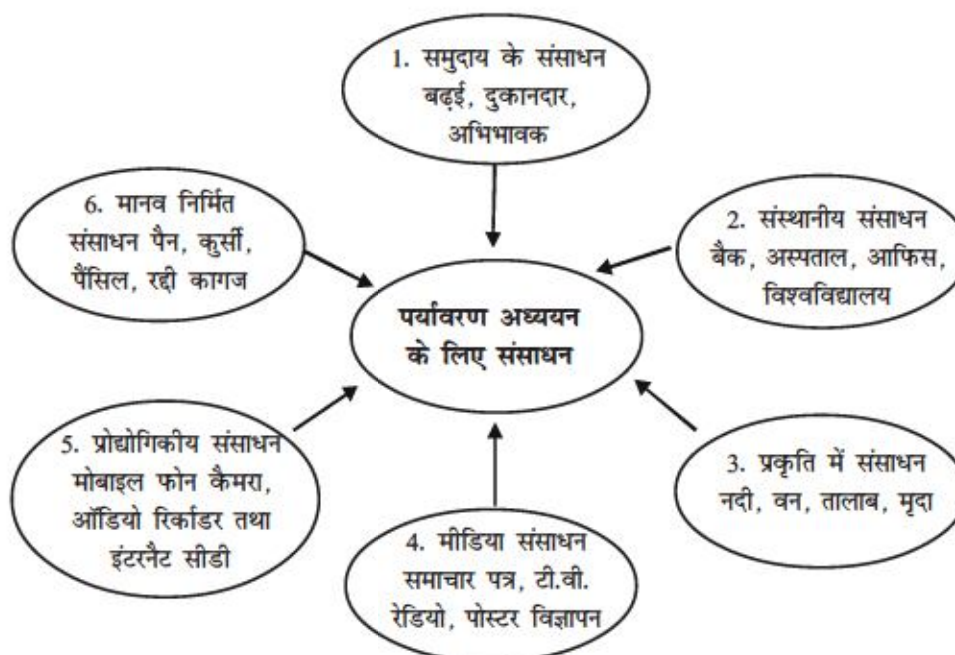 1. समुदाय के संसाधन
बढ़ई, दुकानदार,
अभिभावक
2. संस्थानीय संसाधन
बैक, अस्पताल, आफिस,
विश्वविद्यालय
3. प्रकृति में संसाधन
नदी, वन, तालाब, मृदा
4. मीडिया संसाधन
समाचार पत्र, टी.वी.
रेडियो, पोस्टर विज्ञापन
5. प्रोद्योगिकीय संसाधन
मोबाइल फोन कैमरा,
ऑडियो रिर्काडर तथा
इंटरनैट सीडी
6. मानव निर्मित
संसाधन पैन, कुर्सी,
पैंसिल, रद्दी कागज
पर्यावरण अध्ययन
के लिए संसाधन